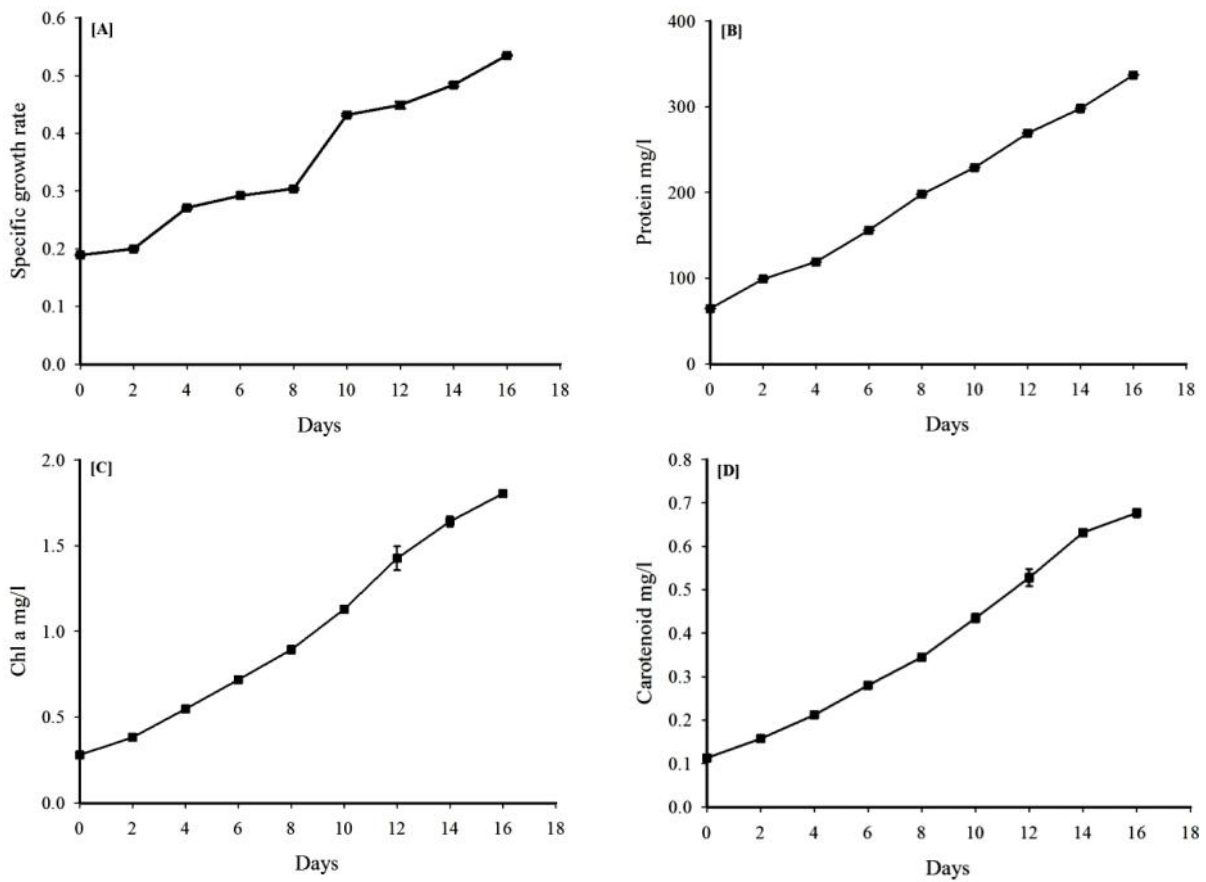 [A]
Specific growth rate
0.6
0.5
0.4
0.3
0.2
0.1
0.0
0 2 4 6 8 10 12 14 16 18
Days
[B]
Protein mg/l
400
300
200
100
0
0 2 4 6 8 10 12 14 16 18
Days
[C]
Chl a mg/l
2.0
1.5
1.0
0.5
0.0
0 2 4 6 8 10 12 14 16 18
Days
[D]
Carotenoid mg/l
0.8
0.7
0.6
0.5
0.4
0.3
0.2
0.1
0.0
0 2 4 6 8 10 12 14 16 18
Days